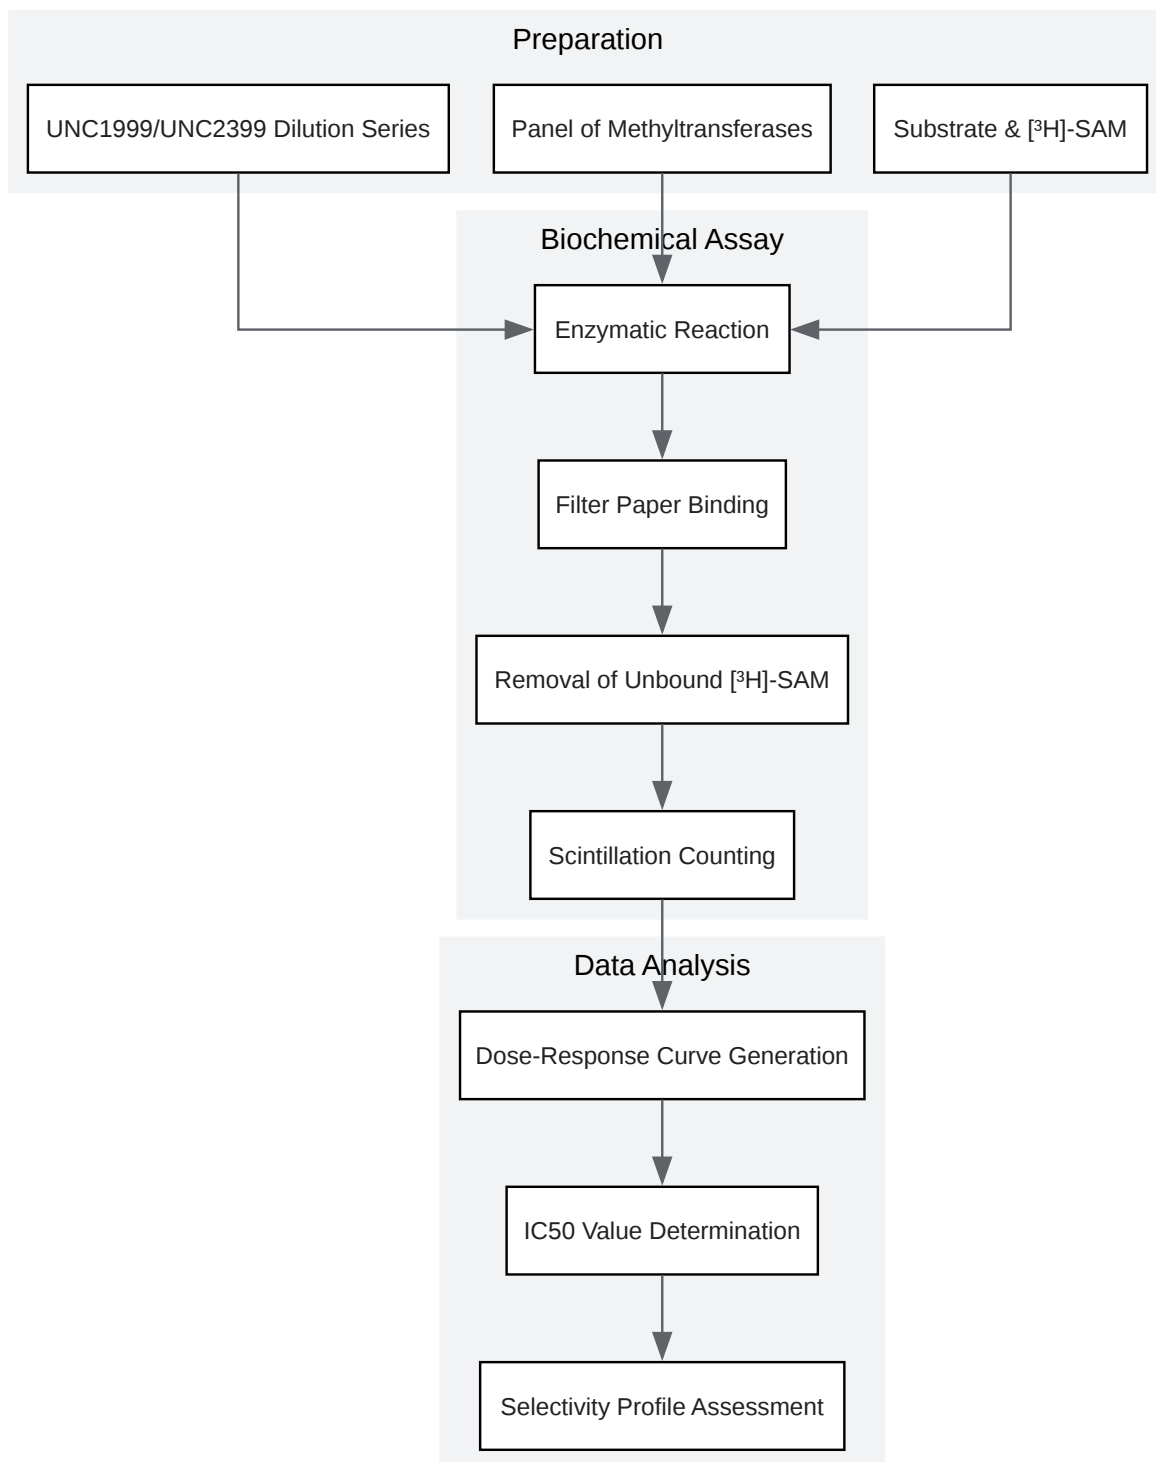 Preparation
UNC1999/UNC2399 Dilution Series
Panel of Methyltransferases
Substrate & [³H]-SAM
Biochemical Assay
Enzymatic Reaction
Filter Paper Binding
Removal of Unbound [³H]-SAM
Scintillation Counting
Data Analysis
Dose-Response Curve Generation
IC50 Value Determination
Selectivity Profile Assessment